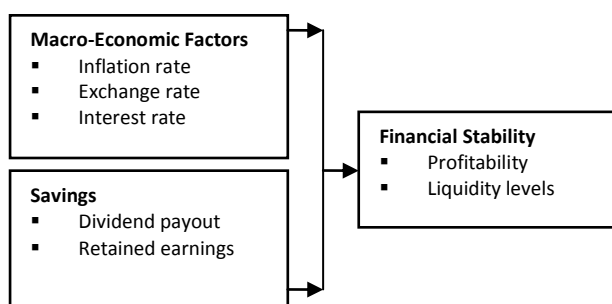 Macro-Economic Factors
▪ Inflation rate
▪ Exchange rate
▪ Interest rate
Savings
▪ Dividend payout
▪ Retained earnings
Financial Stability
▪ Profitability
▪ Liquidity levels